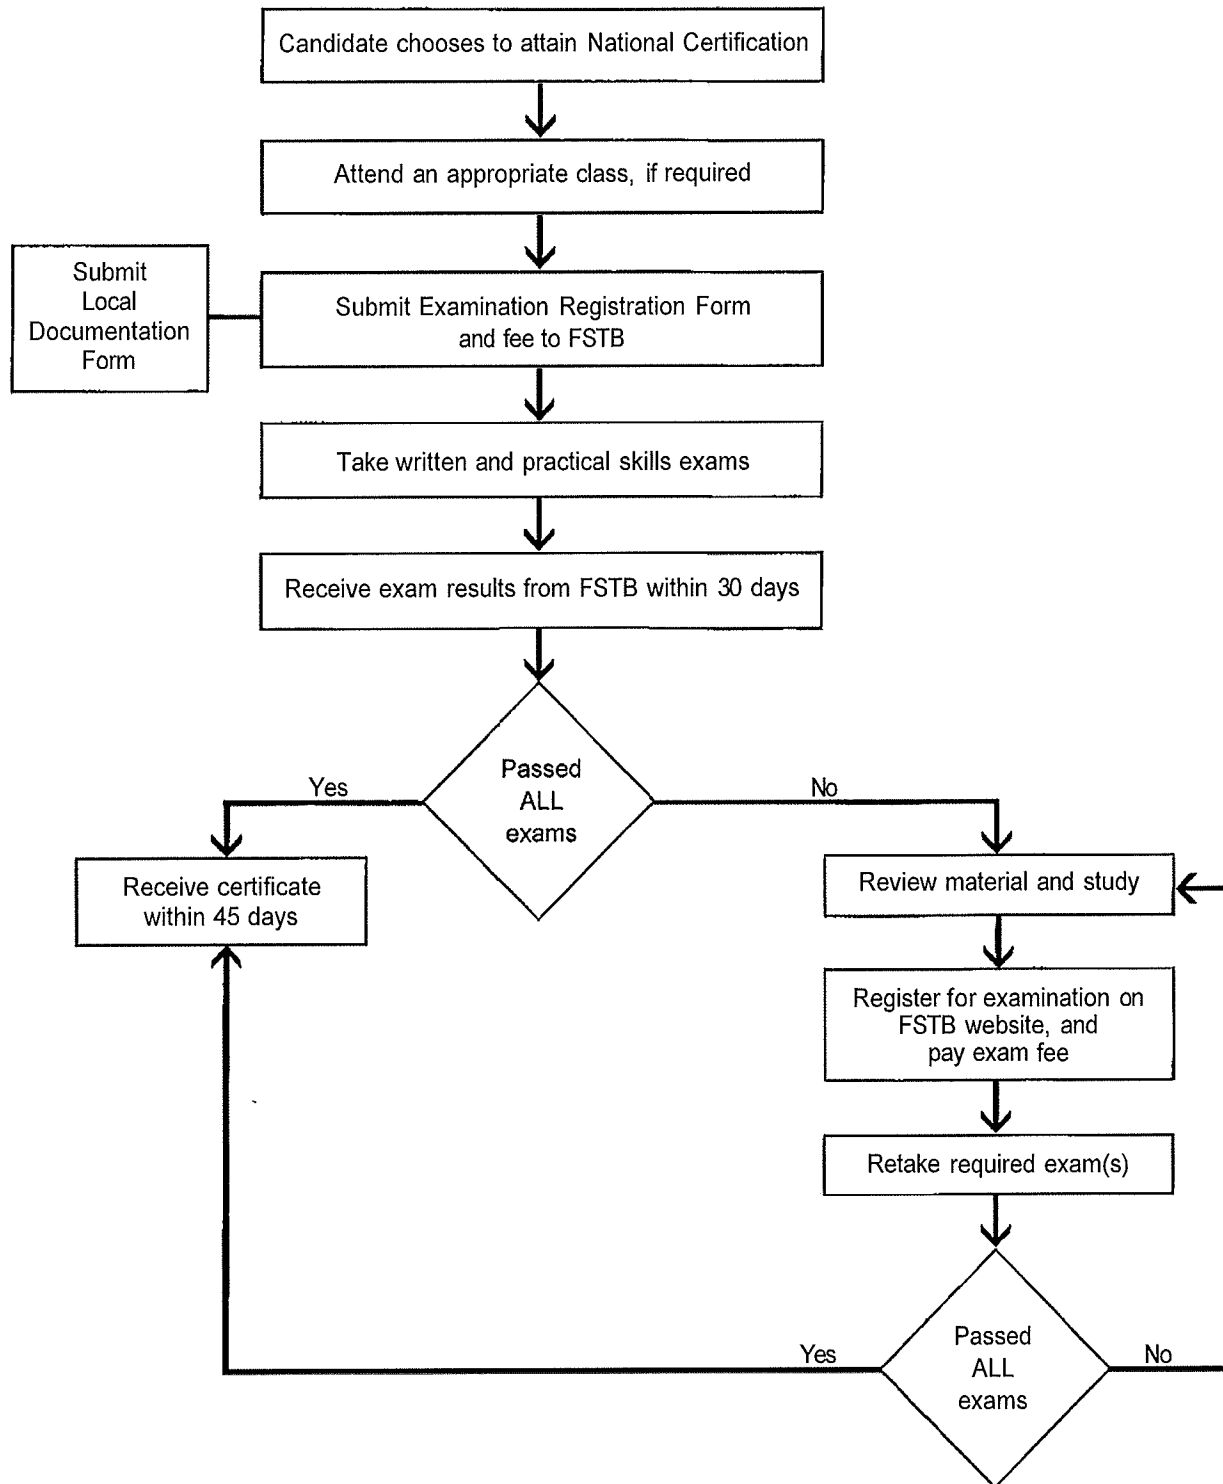 Candidate chooses to attain National Certification
Attend an appropriate class, if required
Submit
Local
Documentation
Form
Submit Examination Registration Form
and fee to FSTB
Take written and practical skills exams
Receive exam results from FSTB within 30 days
Passed
ALL
exams
Yes
No
Receive certificate
within 45 days
Review material and study
Register for examination on
FSTB website, and
pay exam fee
Retake required exam(s)
Passed
ALL
exams
Yes
No